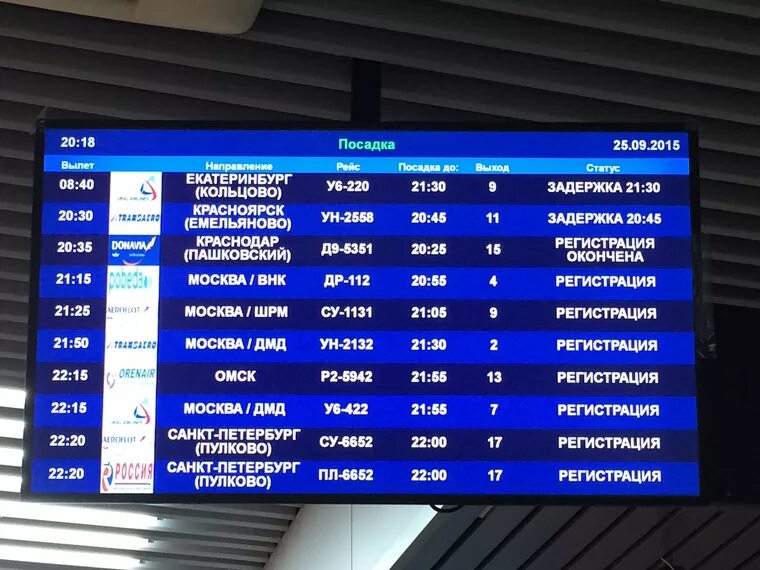 20:18 Посадка 25.09.2015
Вылет Направление Рейс Посадка до: Выход Статус
08:40 URAL AIRLINES ЕКАТЕРИНБУРГ (КОЛЬЦОВО) У6-220 21:30 9 ЗАДЕРЖКА 21:30
20:30 TRANSAERO КРАСНОЯРСК (ЕМЕЛЬЯНОВО) УН-2558 20:45 11 ЗАДЕРЖКА 20:45
20:35 DONAVIA КРАСНОДАР (ПАШКОВСКИЙ) Д9-5351 20:25 15 РЕГИСТРАЦИЯ ОКОНЧЕНА
21:15 pobeda МОСКВА / ВНК ДР-112 20:55 4 РЕГИСТРАЦИЯ
21:25 AEROFLOT МОСКВА / ШРМ СУ-1131 21:05 9 РЕГИСТРАЦИЯ
21:50 TRANSAERO МОСКВА / ДМД УН-2132 21:30 2 РЕГИСТРАЦИЯ
22:15 ORENAIR ОМСК Р2-5942 21:55 13 РЕГИСТРАЦИЯ
22:15 МОСКВА / ДМД У6-422 21:55 7 РЕГИСТРАЦИЯ
22:20 AEROFLOT САНКТ-ПЕТЕРБУРГ (ПУЛКОВО) СУ-6652 22:00 17 РЕГИСТРАЦИЯ
22:20 РОССИЯ САНКТ-ПЕТЕРБУРГ (ПУЛКОВО) ПЛ-6652 22:00 17 РЕГИСТРАЦИЯ